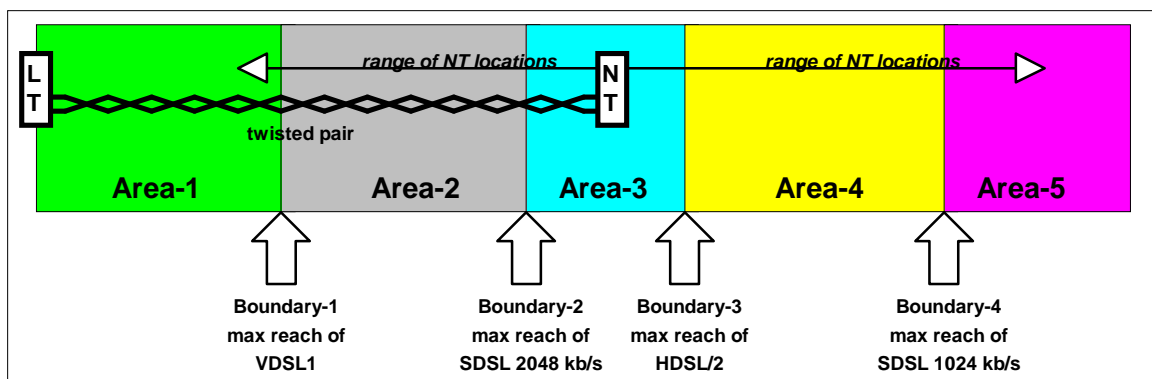 L
T
range of NT locations
N
T
range of NT locations
twisted pair
Area-1
Area-2
Area-3
Area-4
Area-5
Boundary-1
max reach of
VDSL1
Boundary-2
max reach of
SDSL 2048 kb/s
Boundary-3
max reach of
HDSL/2
Boundary-4
max reach of
SDSL 1024 kb/s